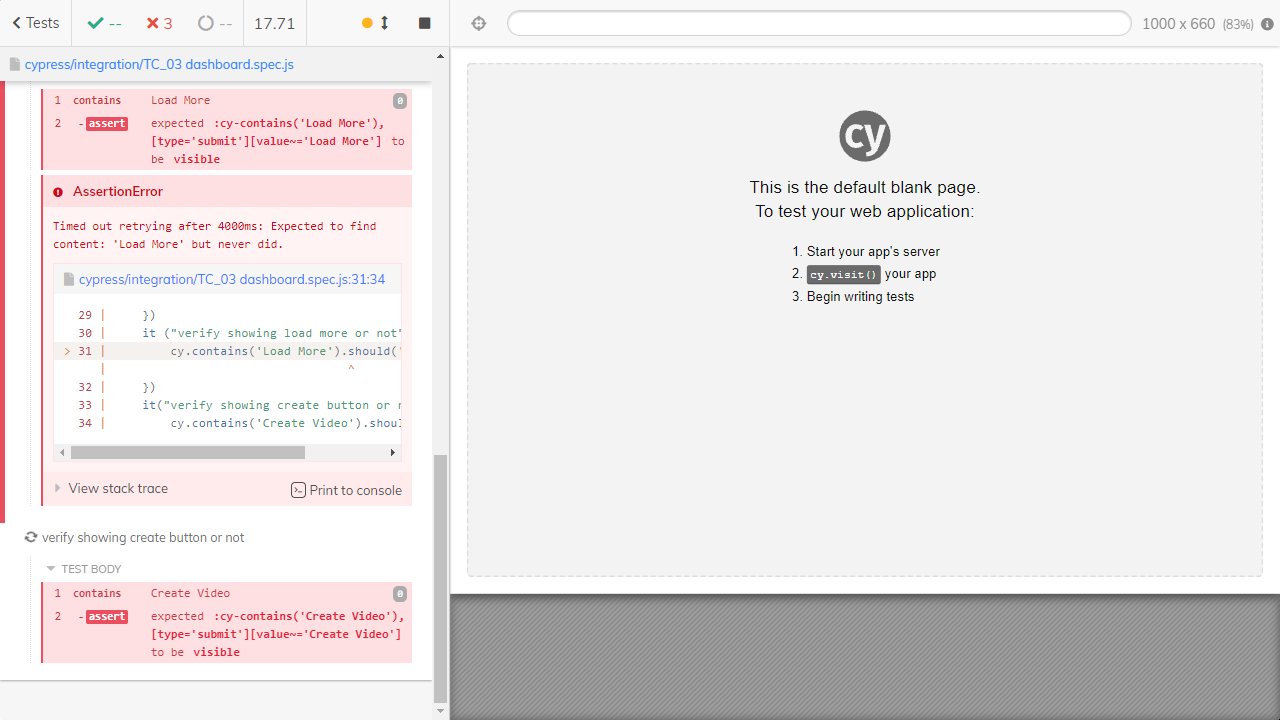 Tests
--
3
--
17.71
1000 x 660 (83%)
cypress/integration/TC_03 dashboard.spec.js
1 contains Load More 0
2 -assert expected :cy-contains('Load More'),
[type='submit'][value~='Load More'] to
be visible
AssertionError
Timed out retrying after 4000ms: Expected to find
content: 'Load More' but never did.
cypress/integration/TC_03 dashboard.spec.js:31:34
29 | })
30 | it ("verify showing load more or not"
> 31 | cy.contains('Load More').should('
| ^
32 | })
33 | it("verify showing create button or n
34 | cy.contains('Create Video').shoul
View stack trace
Print to console
verify showing create button or not
TEST BODY
1 contains Create Video 0
2 -assert expected :cy-contains('Create Video'),
[type='submit'][value~='Create Video']
to be visible
cy
This is the default blank page.
To test your web application:
1. Start your app's server
2. cy.visit() your app
3. Begin writing tests